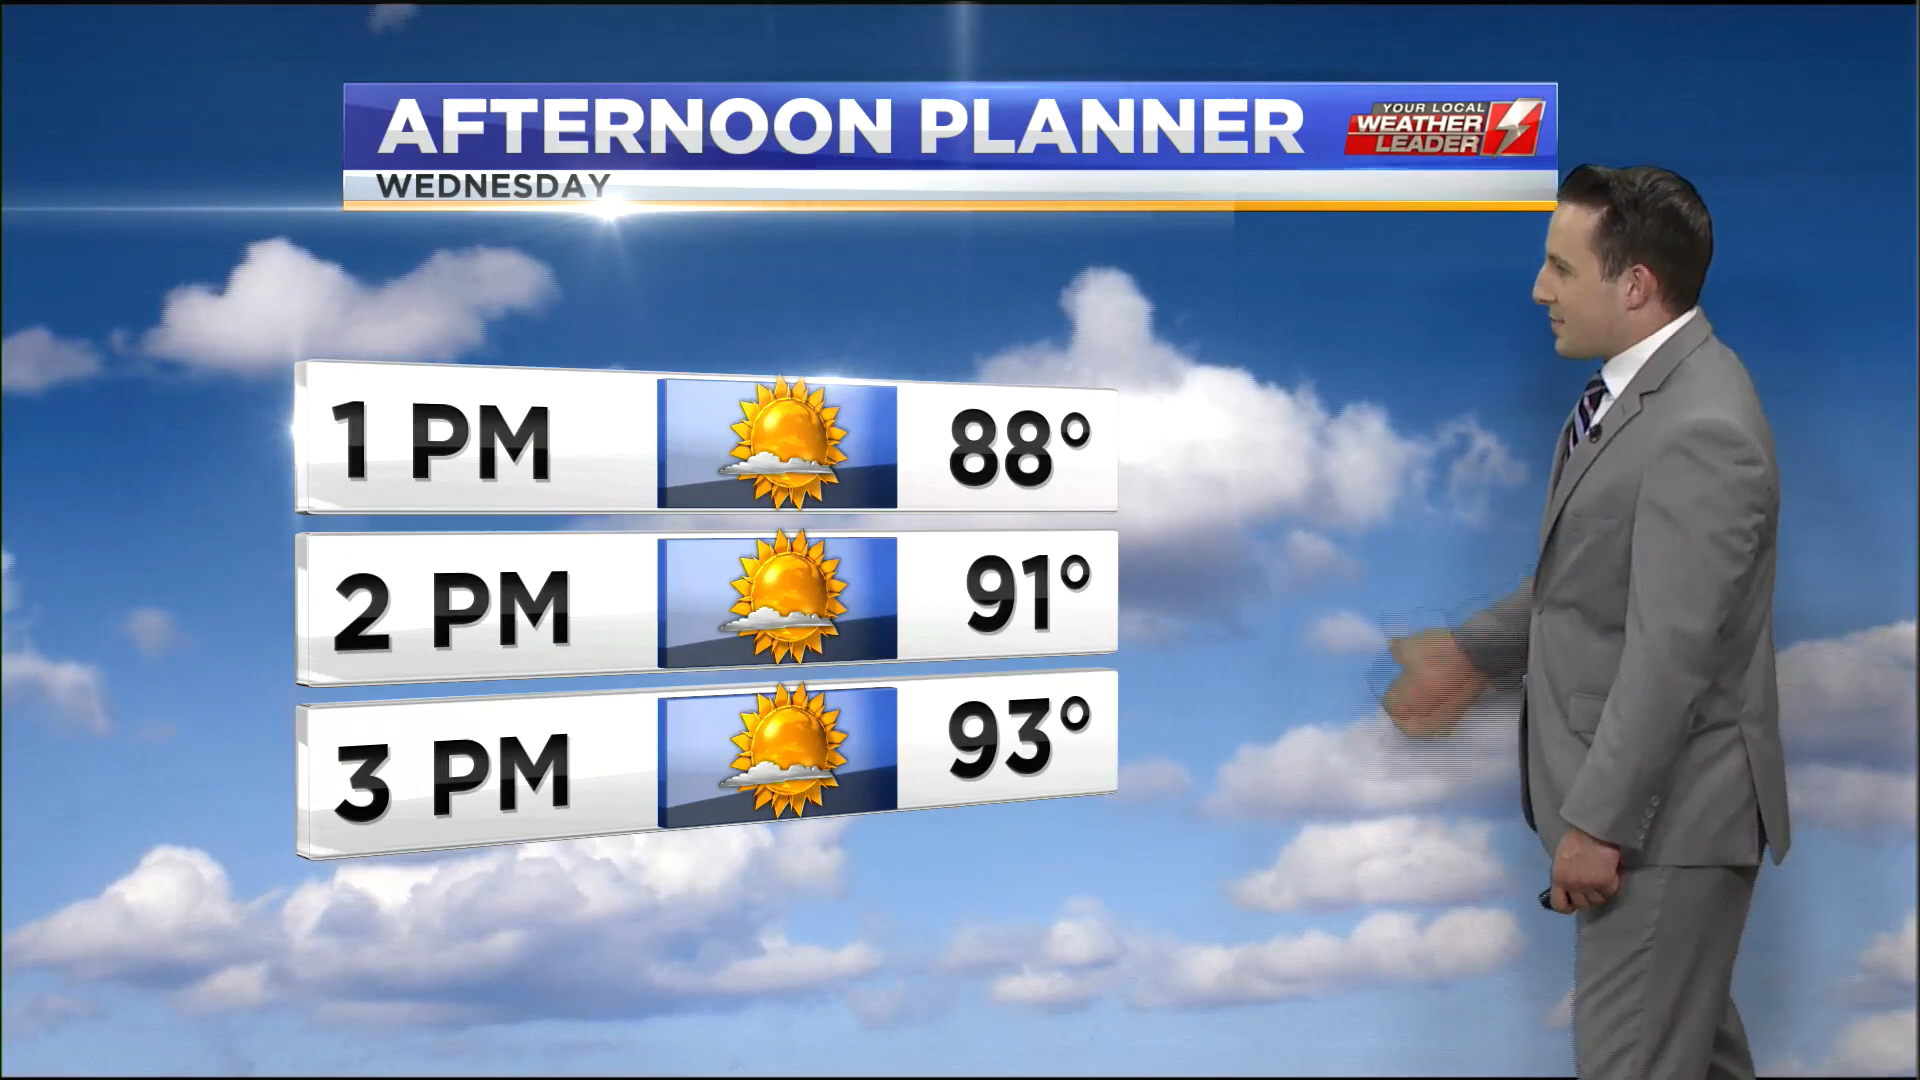 AFTERNOON PLANNER
YOUR LOCAL
WEATHER
LEADER
WEDNESDAY
1 PM 88°
2 PM 91°
3 PM 93°